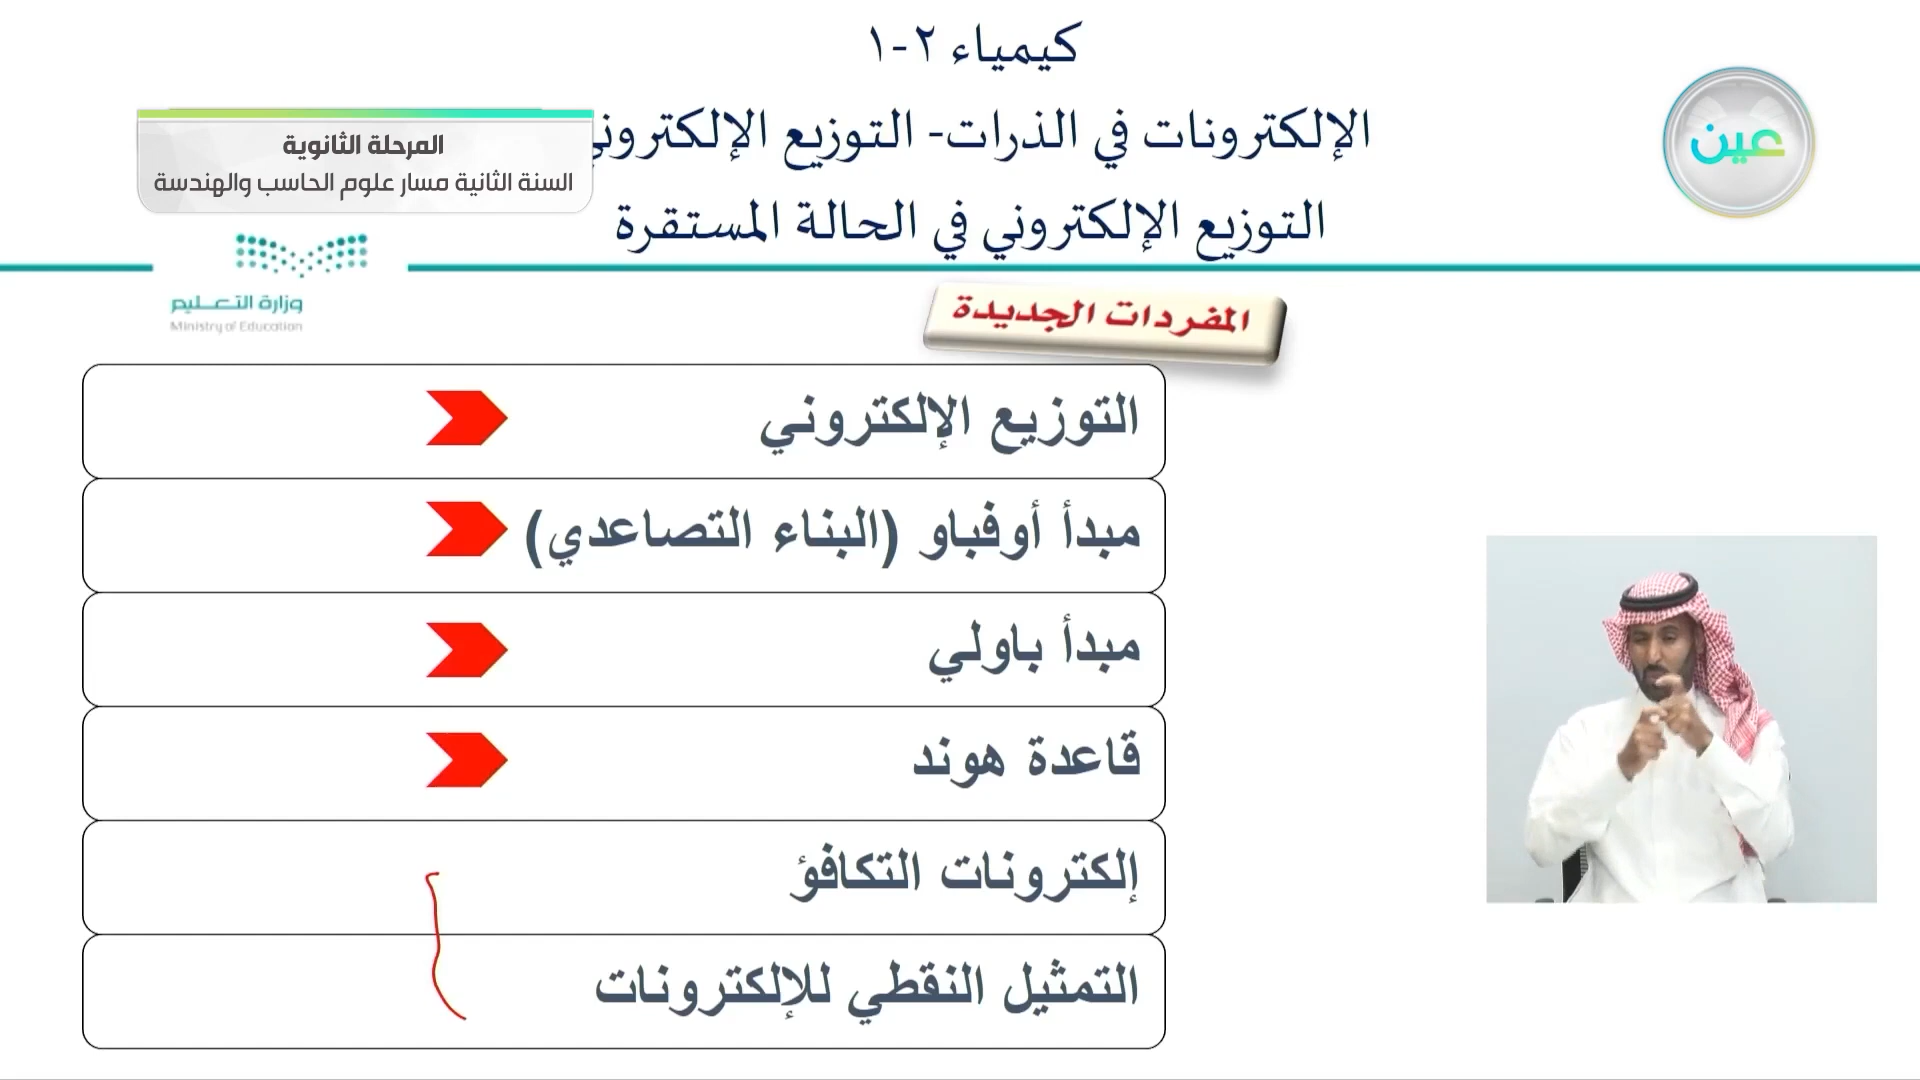 كيمياء ٢-١
الإلكترونات في الذرات- التوزيع الإلكتروني
التوزيع الإلكتروني في الحالة المستقرة
عين
المرحلة الثانوية
السنة الثانية مسار علوم الحاسب والهندسة
وزارة التعليم
Ministry of Education
المفردات الجديدة
التوزيع الإلكتروني
مبدأ أوفباو (البناء التصاعدي)
مبدأ باولي
قاعدة هوند
إلكترونات التكافؤ
التمثيل النقطي للإلكترونات